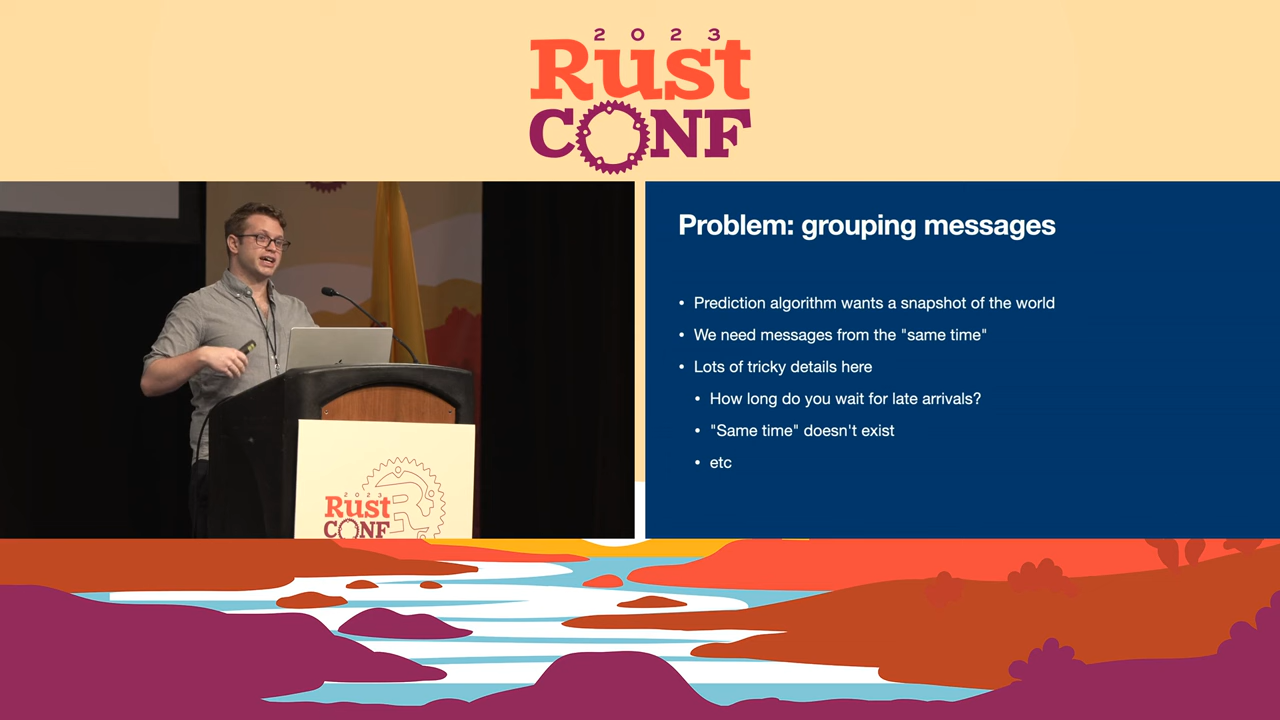 2023
Rust
CONF
Problem: grouping messages
• Prediction algorithm wants a snapshot of the world
• We need messages from the "same time"
• Lots of tricky details here
• How long do you wait for late arrivals?
• "Same time" doesn't exist
• etc
2023
Rust
CONF
R